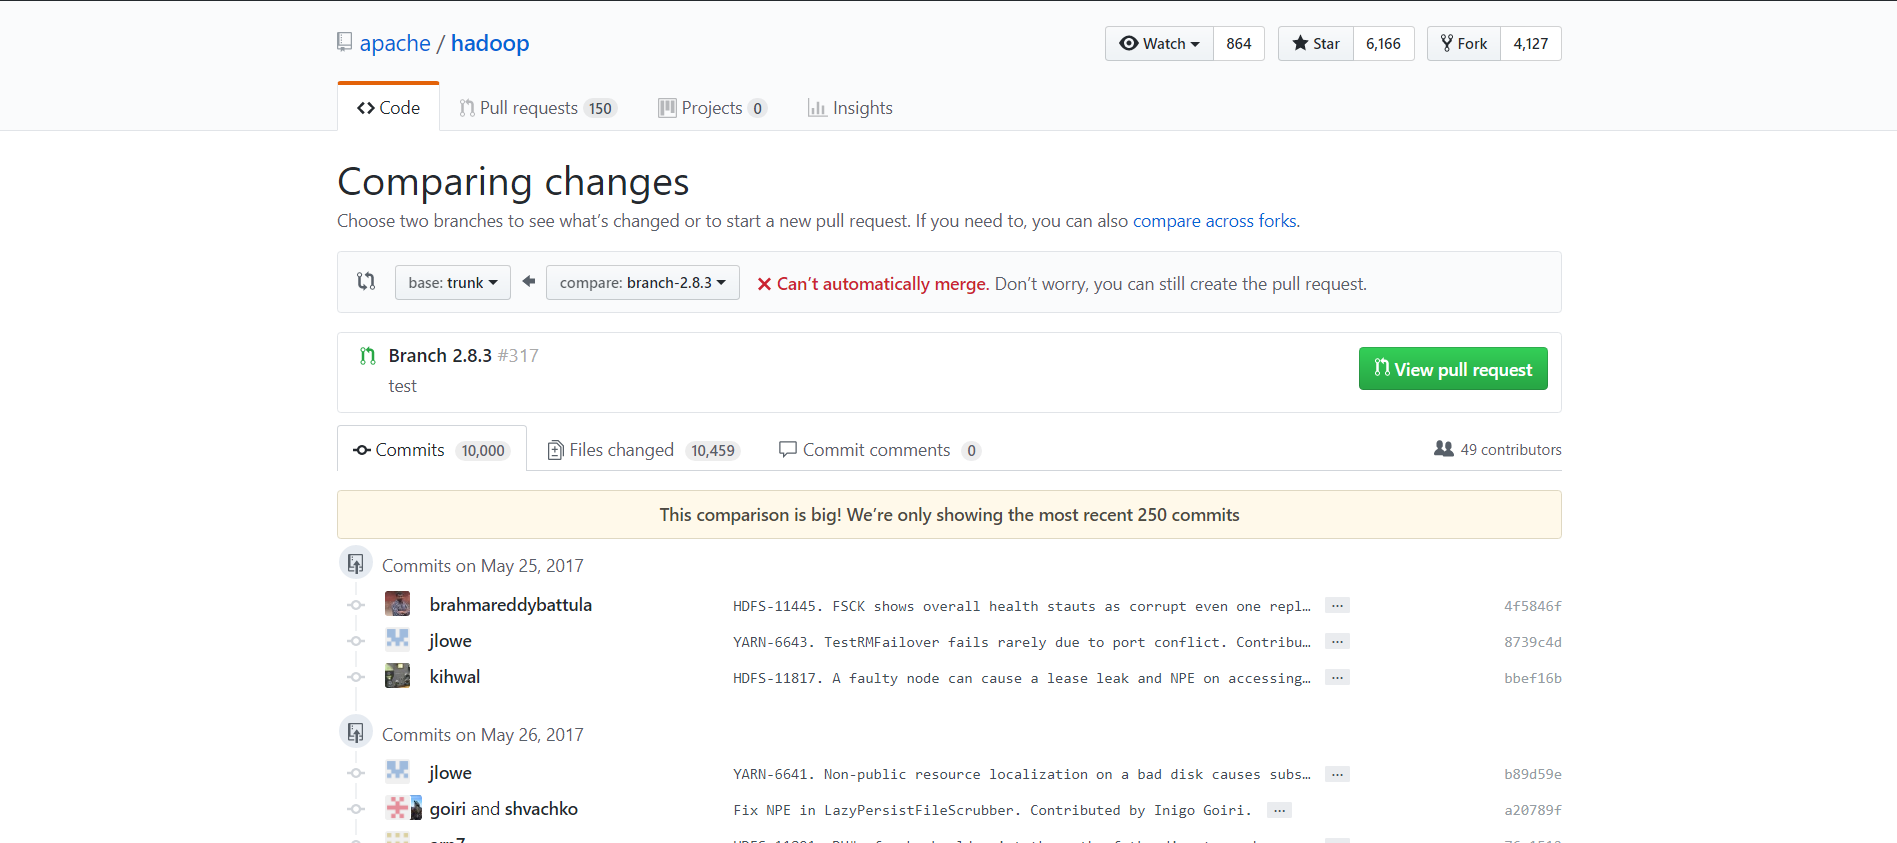 apache / hadoop
Watch 864 Star 6,166 Fork 4,127
Code Pull requests 150 Projects 0 Insights
Comparing changes
Choose two branches to see what’s changed or to start a new pull request. If you need to, you can also compare across forks.
base: trunk compare: branch-2.8.3 Can’t automatically merge. Don’t worry, you can still create the pull request.
Branch 2.8.3 #317
test
View pull request
Commits 10,000 Files changed 10,459 Commit comments 0 49 contributors
This comparison is big! We’re only showing the most recent 250 commits
Commits on May 25, 2017
brahmareddybattula HDFS-11445. FSCK shows overall health stauts as corrupt even one repl… … 4f5846f
jlowe YARN-6643. TestRMFailover fails rarely due to port conflict. Contribu… … 8739c4d
kihwal HDFS-11817. A faulty node can cause a lease leak and NPE on accessing… … bbef16b
Commits on May 26, 2017
jlowe YARN-6641. Non-public resource localization on a bad disk causes subs… … b89d59e
goiri and shvachko Fix NPE in LazyPersistFileScrubber. Contributed by Inigo Goiri. … a20789f